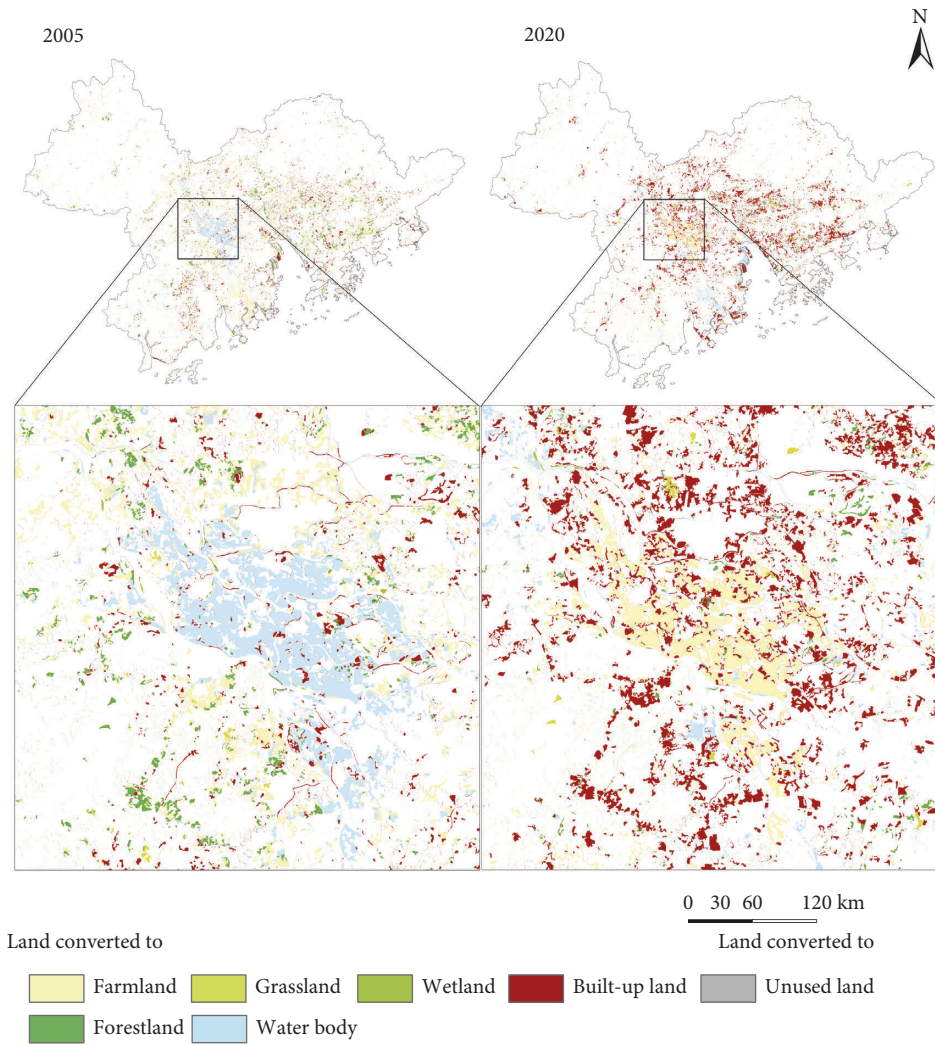 2005
2020
N
0 30 60 120 km
Land converted to
Land converted to
Farmland Grassland Wetland Built-up land Unused land
Forestland Water body